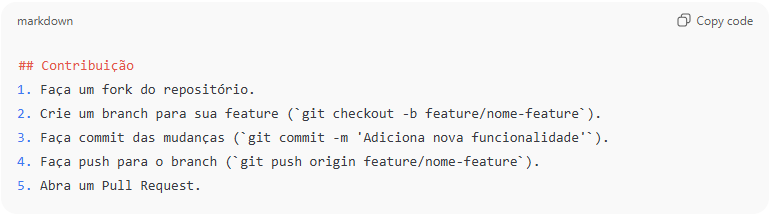 markdown
Copy code
## Contribuição
1. Faça um fork do repositório.
2. Crie um branch para sua feature (`git checkout -b feature/nome-feature`).
3. Faça commit das mudanças (`git commit -m 'Adiciona nova funcionalidade'`).
4. Faça push para o branch (`git push origin feature/nome-feature`).
5. Abra um Pull Request.